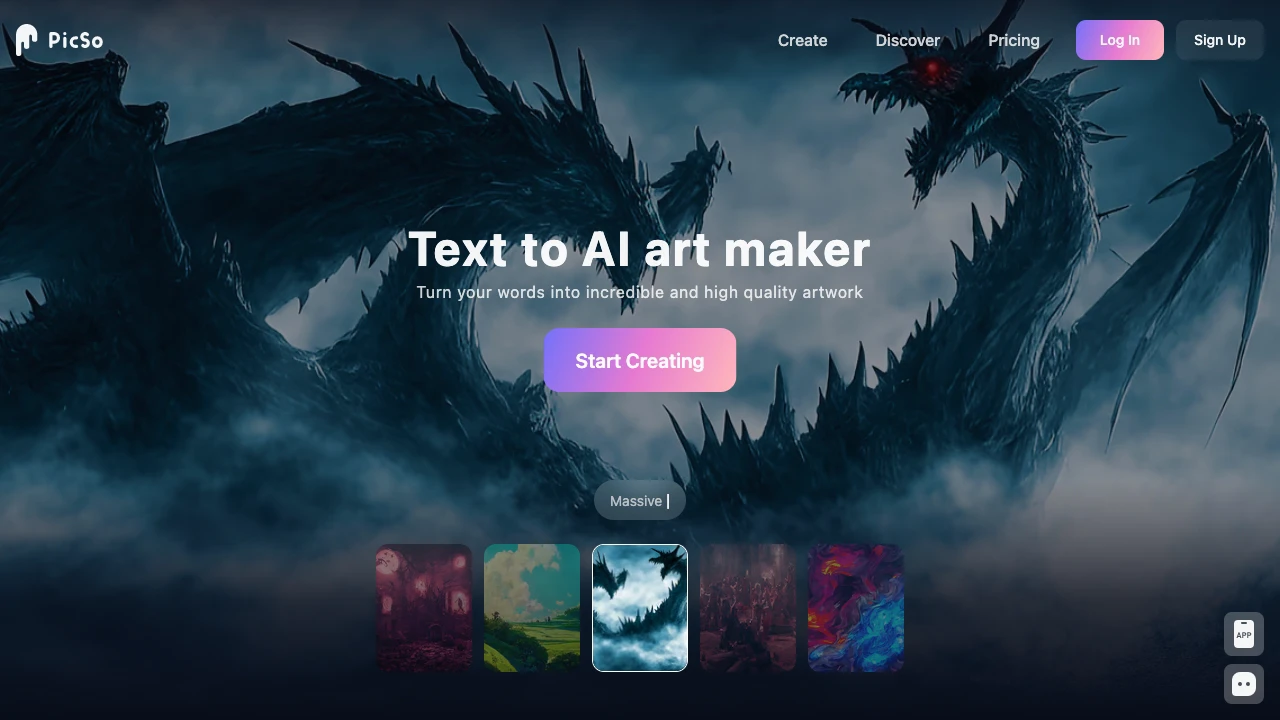 PicSo
Create
Discover
Pricing
Log In
Sign Up
Text to AI art maker
Turn your words into incredible and high quality artwork
Start Creating
Massive
APP